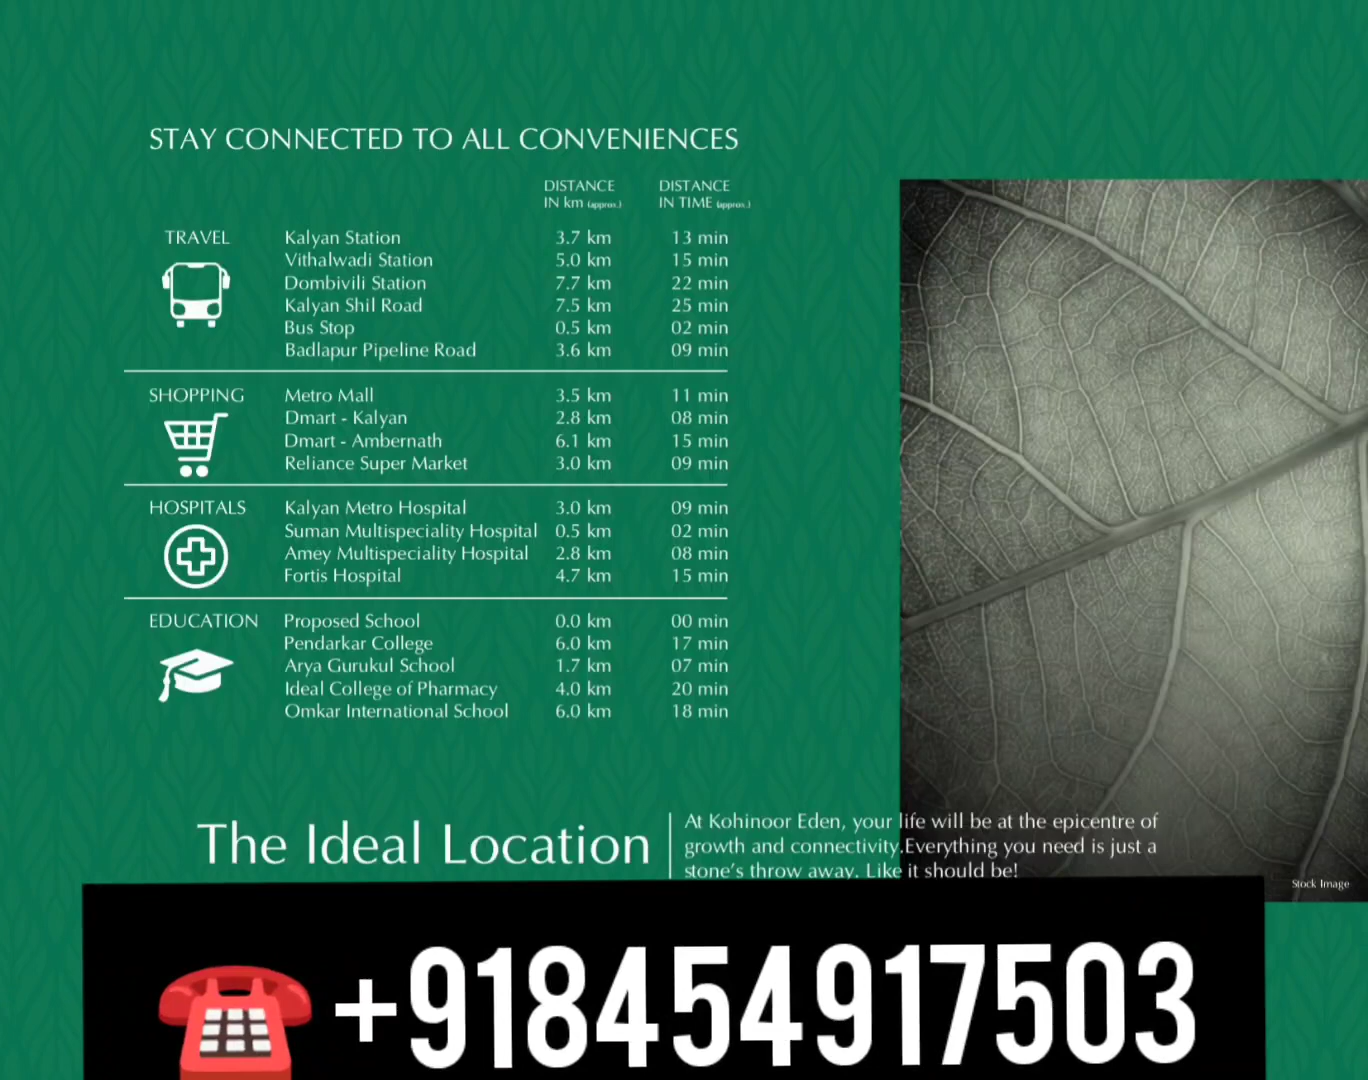 STAY CONNECTED TO ALL CONVENIENCES
DISTANCE DISTANCE
IN km (approx.) IN TIME (approx.)
TRAVEL Kalyan Station 3.7 km 13 min
Vithalwadi Station 5.0 km 15 min
Dombivili Station 7.7 km 22 min
Kalyan Shil Road 7.5 km 25 min
Bus Stop 0.5 km 02 min
Badlapur Pipeline Road 3.6 km 09 min
SHOPPING Metro Mall 3.5 km 11 min
Dmart - Kalyan 2.8 km 08 min
Dmart - Ambernath 6.1 km 15 min
Reliance Super Market 3.0 km 09 min
HOSPITALS Kalyan Metro Hospital 3.0 km 09 min
Suman Multispeciality Hospital 0.5 km 02 min
Amey Multispeciality Hospital 2.8 km 08 min
Fortis Hospital 4.7 km 15 min
EDUCATION Proposed School 0.0 km 00 min
Pendarkar College 6.0 km 17 min
Arya Gurukul School 1.7 km 07 min
Ideal College of Pharmacy 4.0 km 20 min
Omkar International School 6.0 km 18 min
The Ideal Location
At Kohinoor Eden, your life will be at the epicentre of
growth and connectivity.Everything you need is just a
stone's throw away. Like it should be!
Stock Image
+918454917503